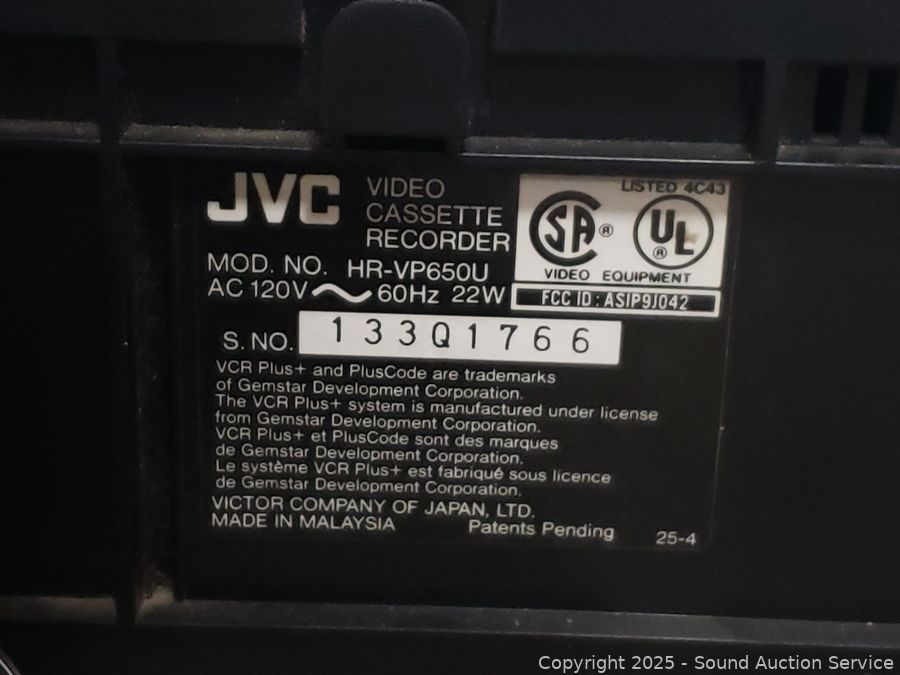 JVC
VIDEO
CASSETTE
RECORDER
LISTED 4C43
SA ®
UL ®
VIDEO EQUIPMENT
MOD. NO. HR-VP650U
AC 120V ~ 60Hz 22W
FCC ID : ASIP9J042
S. NO. 133Q1766
VCR Plus+ and PlusCode are trademarks
of Gemstar Development Corporation.
The VCR Plus+ system is manufactured under license
from Gemstar Development Corporation.
VCR Plus+ et PlusCode sont des marques
de Gemstar Development Corporation.
Le système VCR Plus+ est fabriqué sous licence
de Gemstar Development Corporation.
VICTOR COMPANY OF JAPAN, LTD.
MADE IN MALAYSIA Patents Pending 25-4
Copyright 2025 - Sound Auction Service